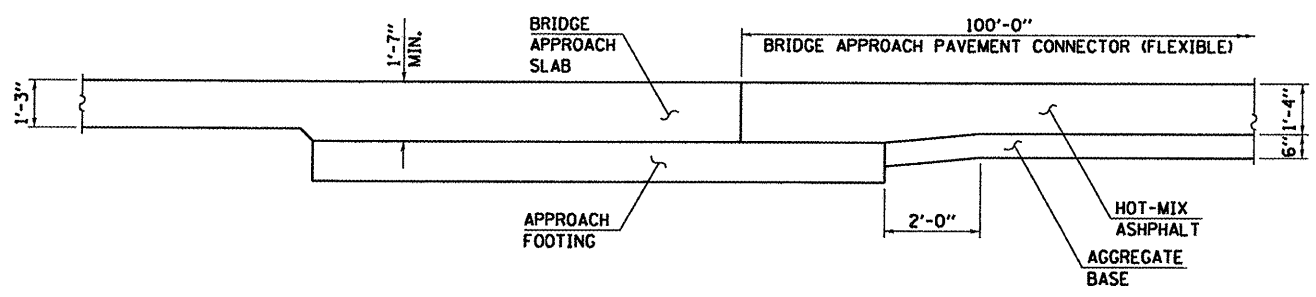 BRIDGE
APPROACH
SLAB
1'-7"
MIN.
100'-0"
BRIDGE APPROACH PAVEMENT CONNECTOR (FLEXIBLE)
1'-3"
1'-4"
6"
APPROACH
FOOTING
2'-0"
HOT-MIX
ASHPHALT
AGGREGATE
BASE